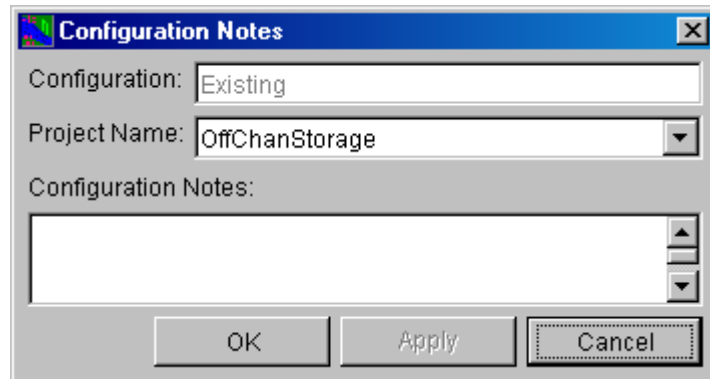 Configuration Notes
Configuration: Existing
Project Name: OffChanStorage
Configuration Notes:
OK Apply Cancel